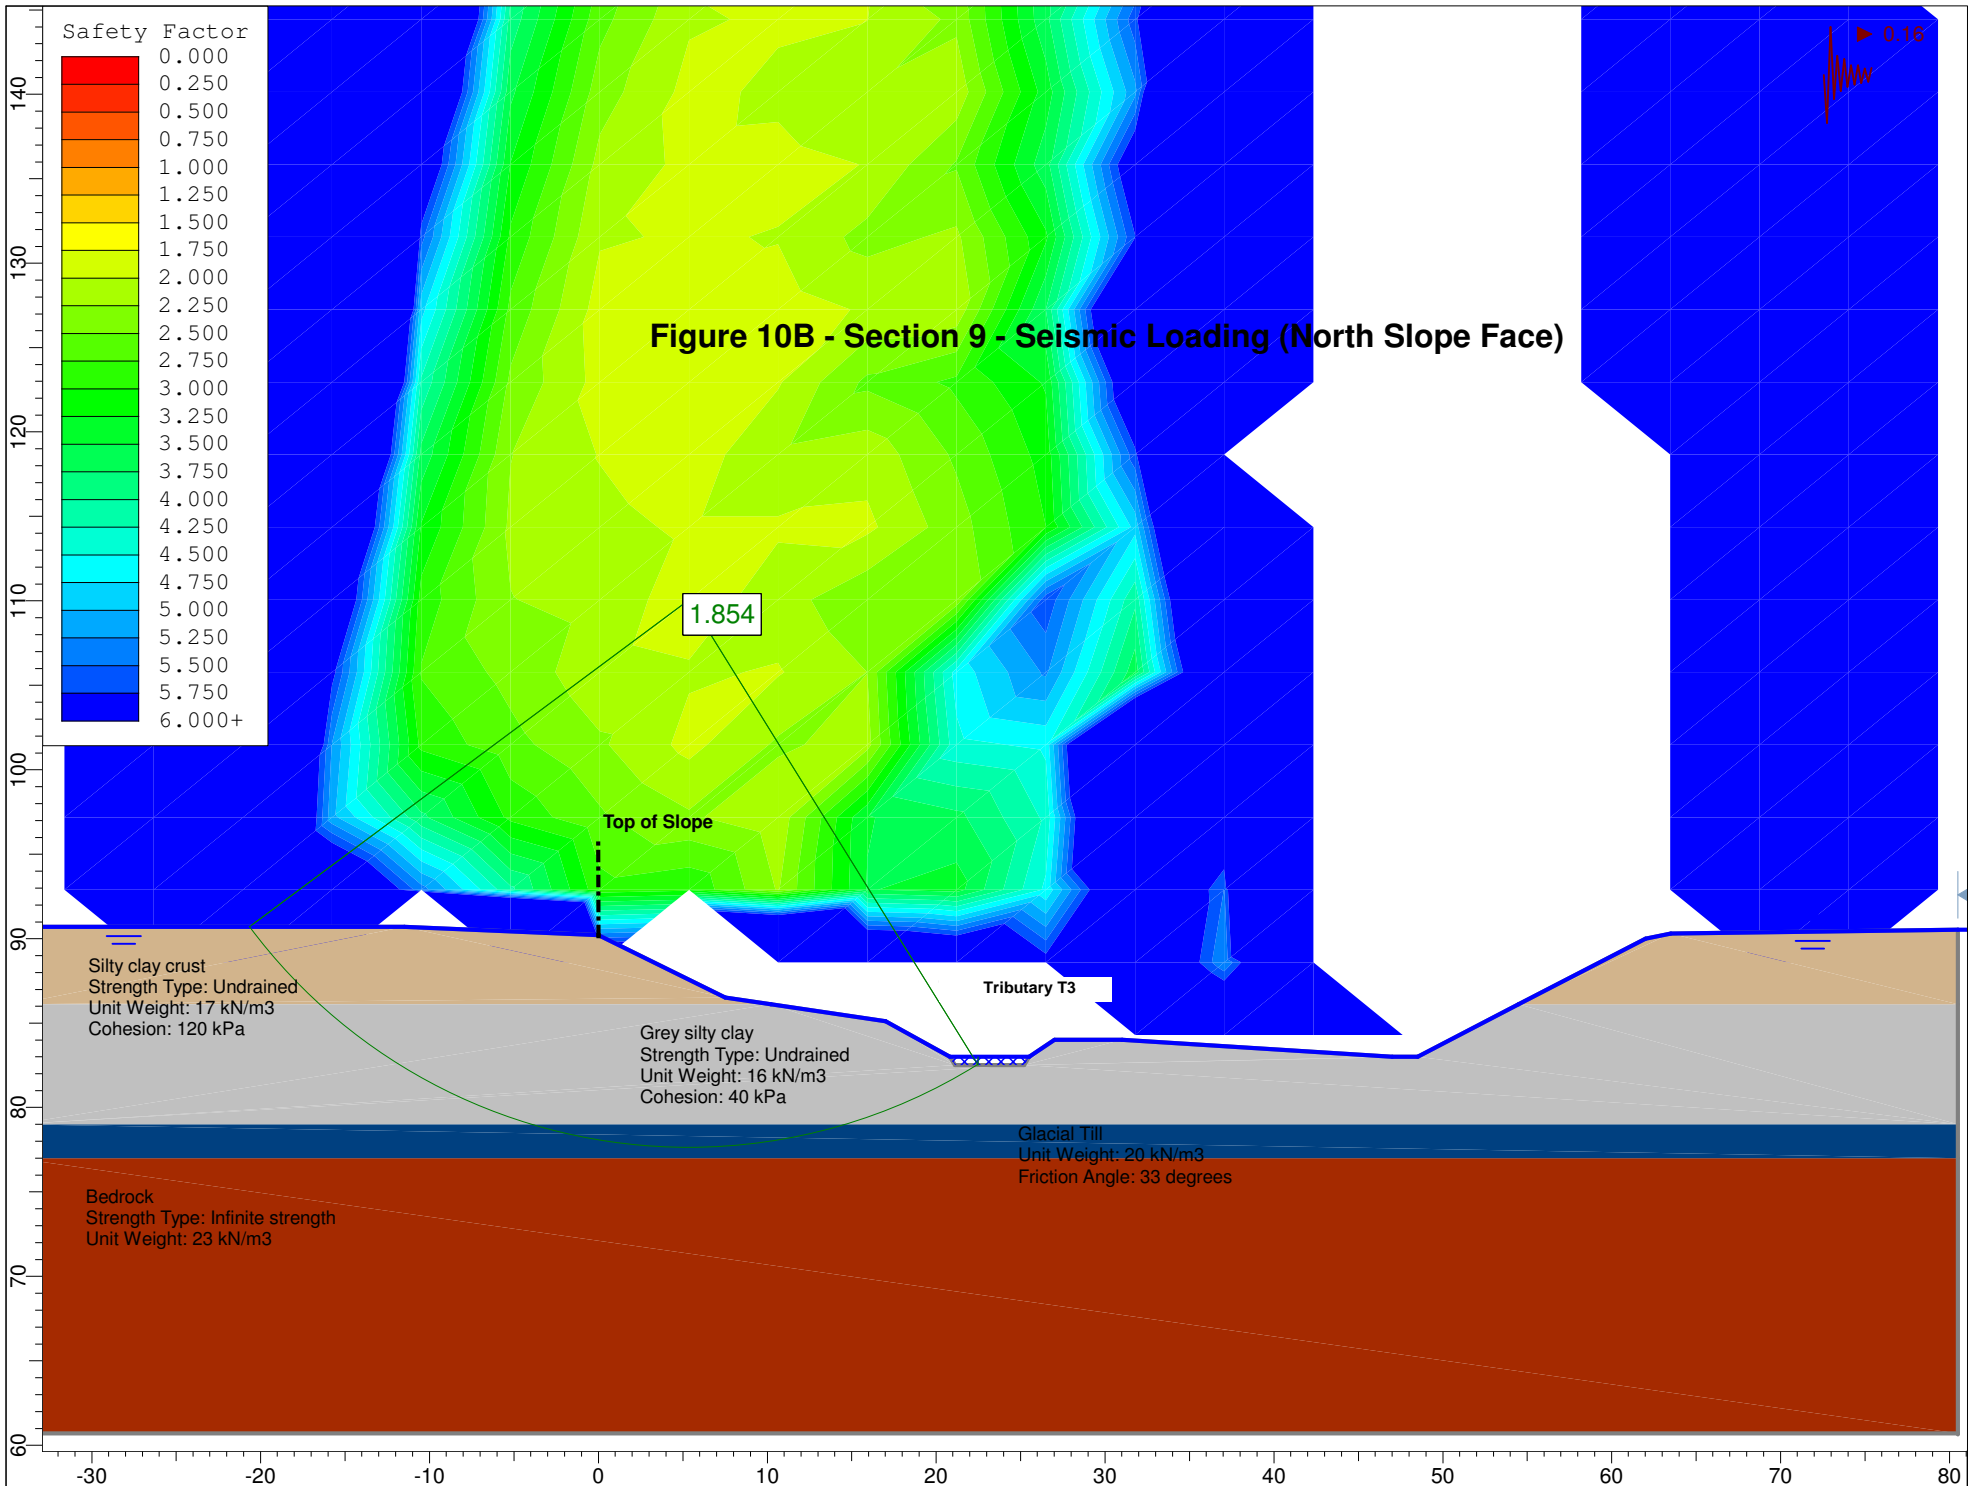 Safety Factor
0.000
0.250
0.500
0.750
1.000
1.250
1.500
1.750
2.000
2.250
2.500
2.750
3.000
3.250
3.500
3.750
4.000
4.250
4.500
4.750
5.000
5.250
5.500
5.750
6.000+
0.16
Figure 10B - Section 9 - Seismic Loading (North Slope Face)
1.854
Top of Slope
Tributary T3
Silty clay crust
Strength Type: Undrained
Unit Weight: 17 kN/m3
Cohesion: 120 kPa
Grey silty clay
Strength Type: Undrained
Unit Weight: 16 kN/m3
Cohesion: 40 kPa
Glacial Till
Unit Weight: 20 kN/m3
Friction Angle: 33 degrees
Bedrock
Strength Type: Infinite strength
Unit Weight: 23 kN/m3
140
130
120
110
100
90
80
70
60
-30 -20 -10 0 10 20 30 40 50 60 70 80